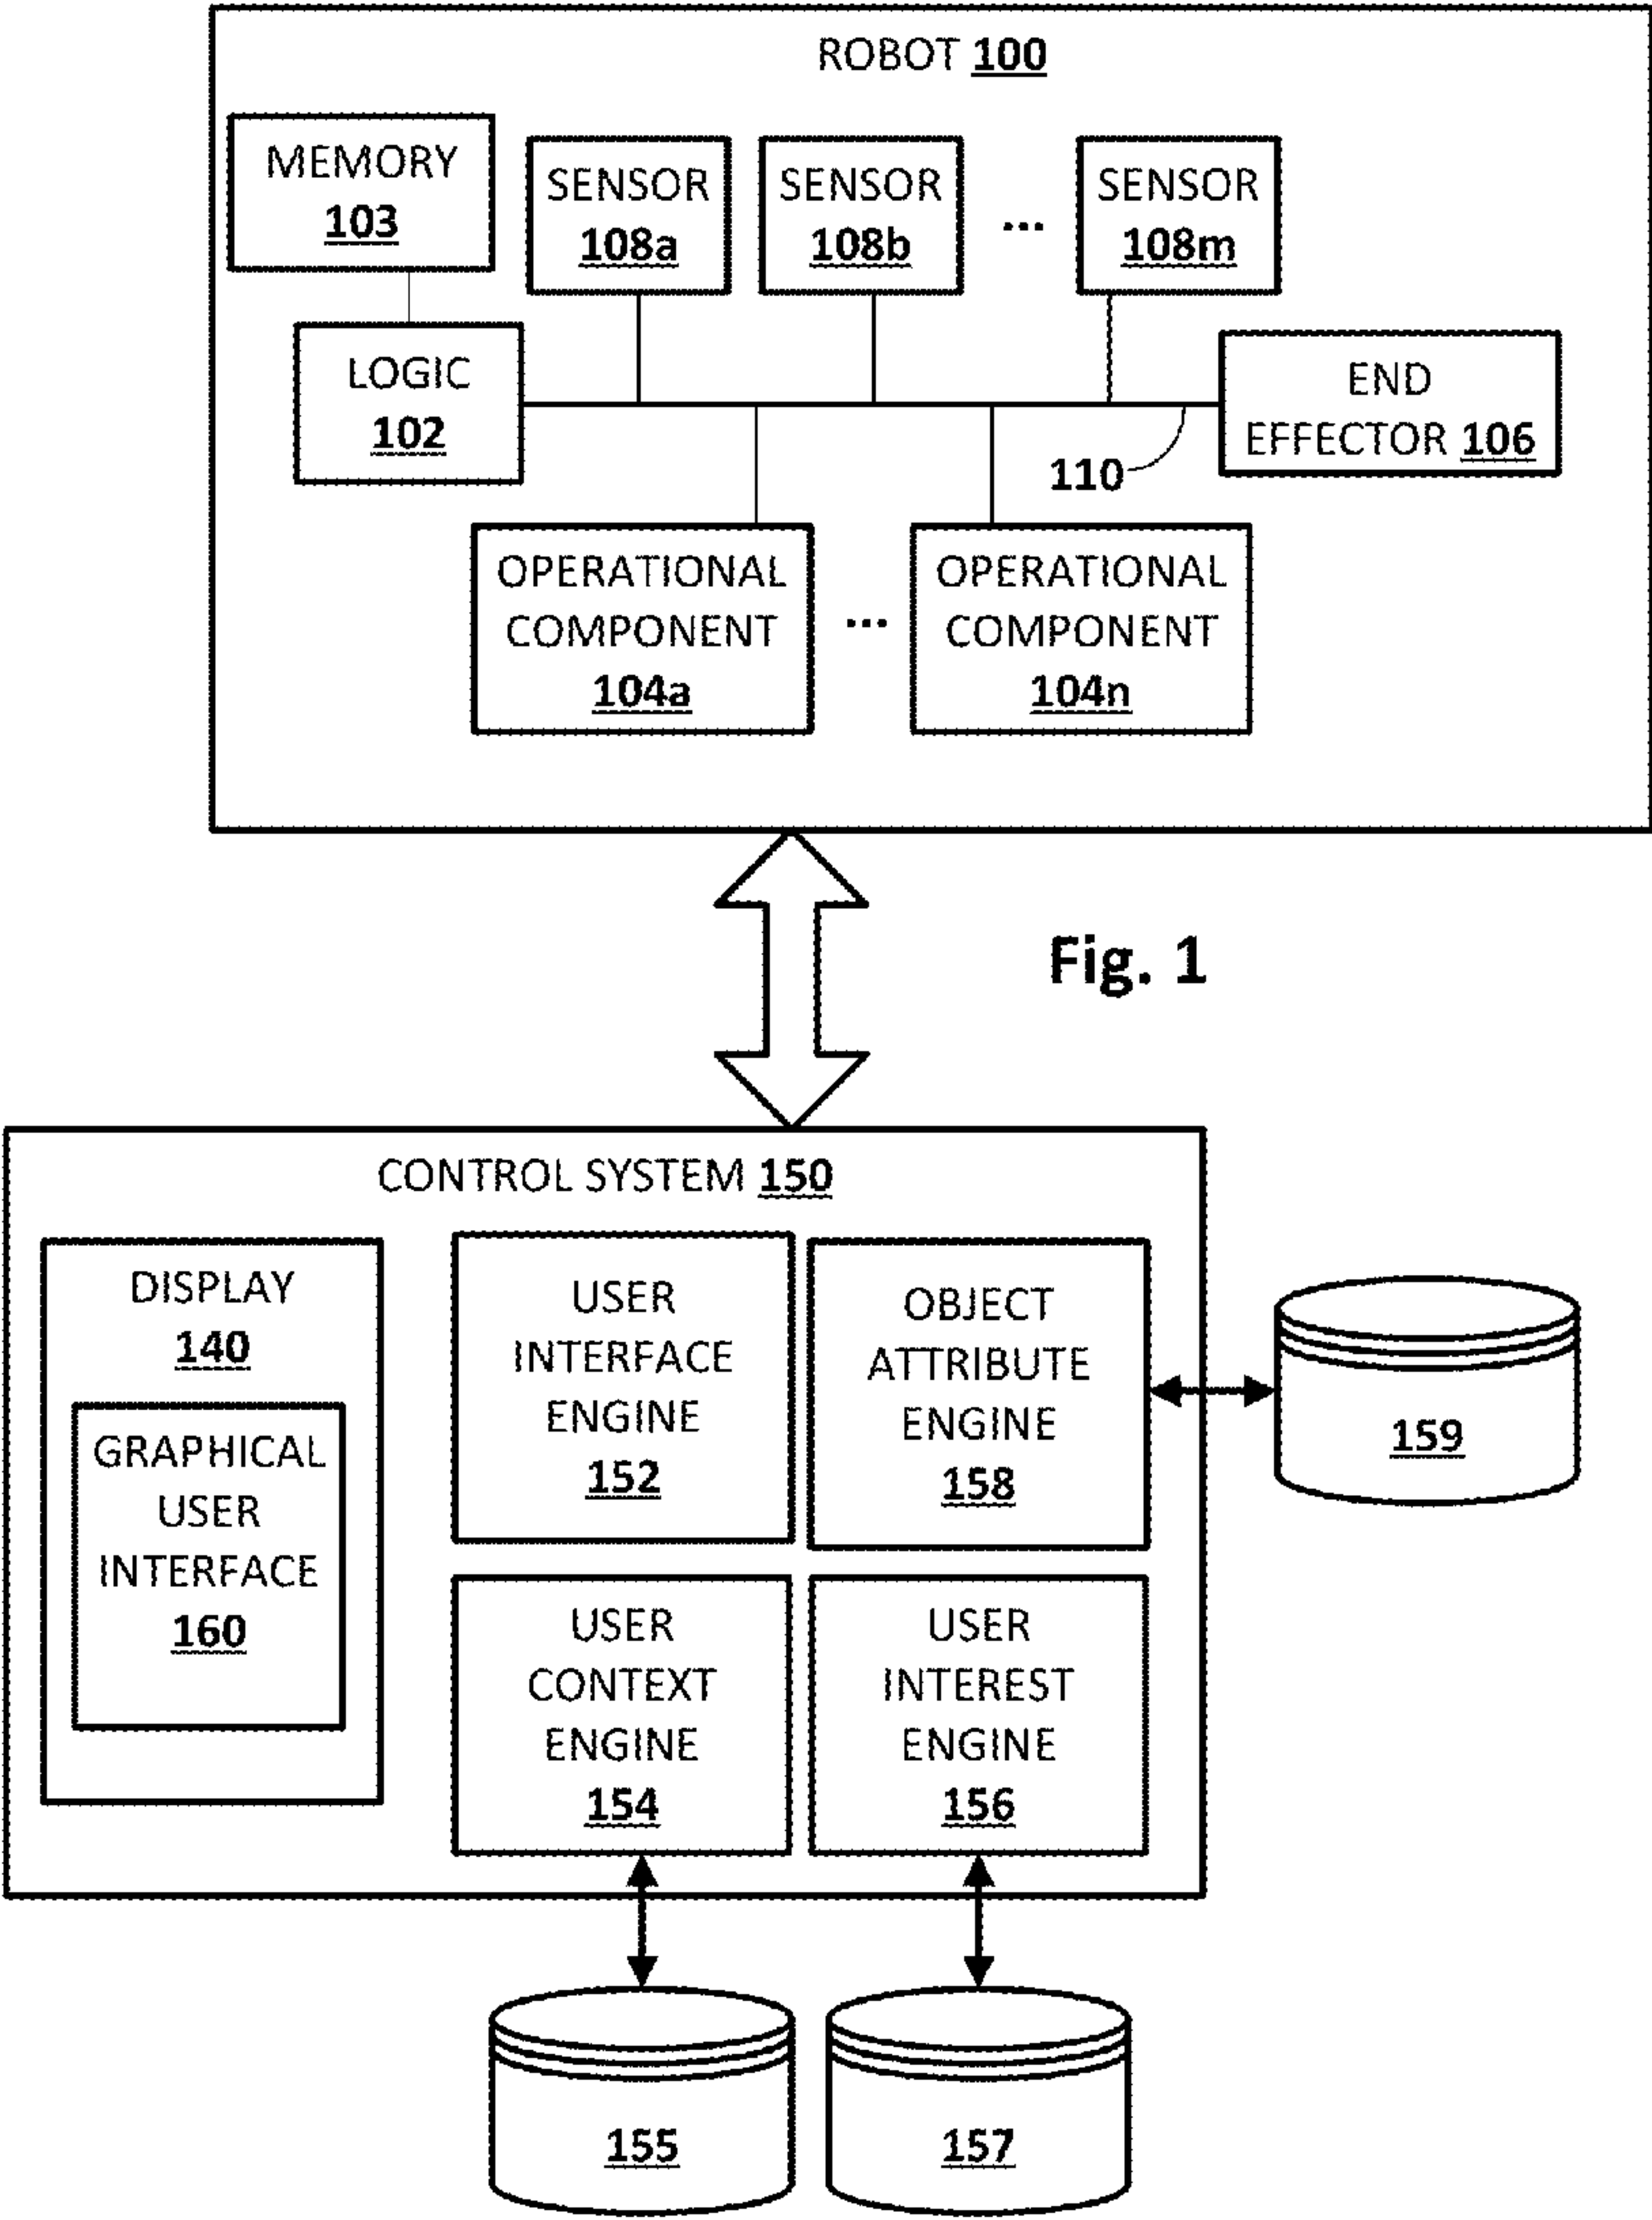 ROBOT 100
MEMORY
103
SENSOR
108a
SENSOR
108b
...
SENSOR
108m
LOGIC
102
END
EFFECTOR 106
110
OPERATIONAL
COMPONENT
104a
...
OPERATIONAL
COMPONENT
104n
Fig. 1
CONTROL SYSTEM 150
DISPLAY
140
GRAPHICAL
USER
INTERFACE
160
USER
INTERFACE
ENGINE
152
OBJECT
ATTRIBUTE
ENGINE
158
159
USER
CONTEXT
ENGINE
154
USER
INTEREST
ENGINE
156
155
157